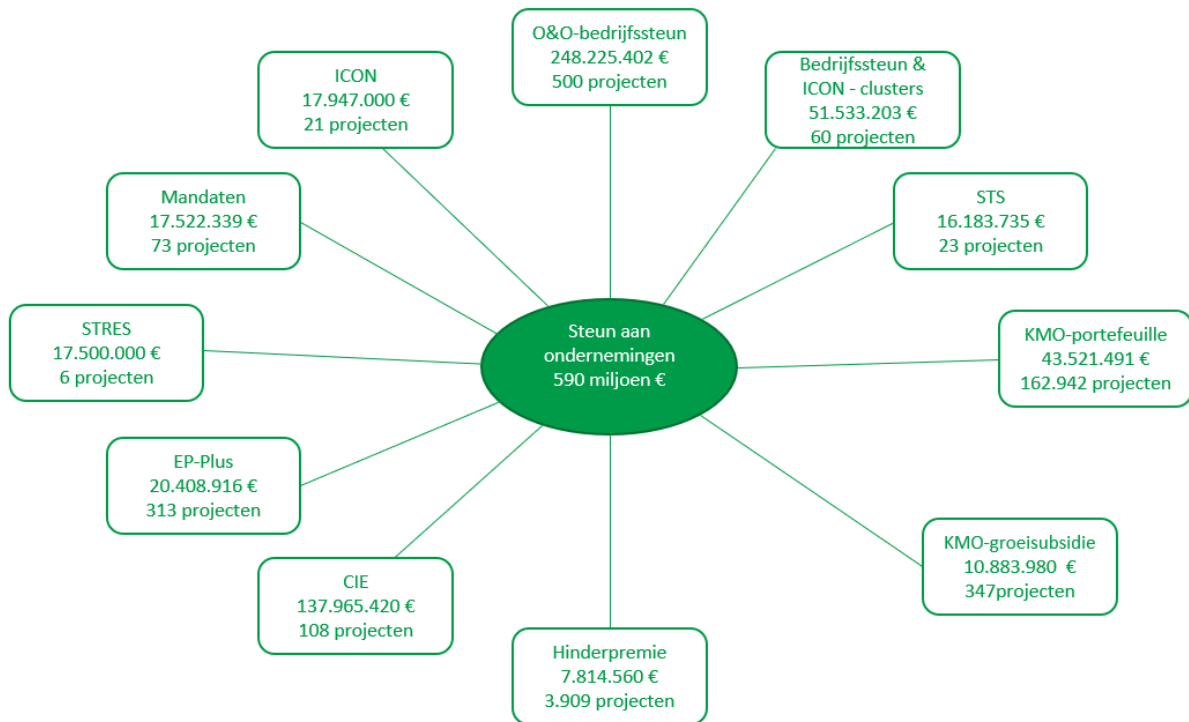 O&O-bedrijfssteun
248.225.402 €
500 projecten
Bedrijfssteun &
ICON - clusters
51.533.203 €
60 projecten
ICON
17.947.000 €
21 projecten
Mandaten
17.522.339 €
73 projecten
STS
16.183.735 €
23 projecten
STRES
17.500.000 €
6 projecten
Steun aan
ondernemingen
590 miljoen €
KMO-portefeuille
43.521.491 €
162.942 projecten
EP-Plus
20.408.916 €
313 projecten
KMO-groeisubsidie
10.883.980 €
347projecten
CIE
137.965.420 €
108 projecten
Hinderpremie
7.814.560 €
3.909 projecten